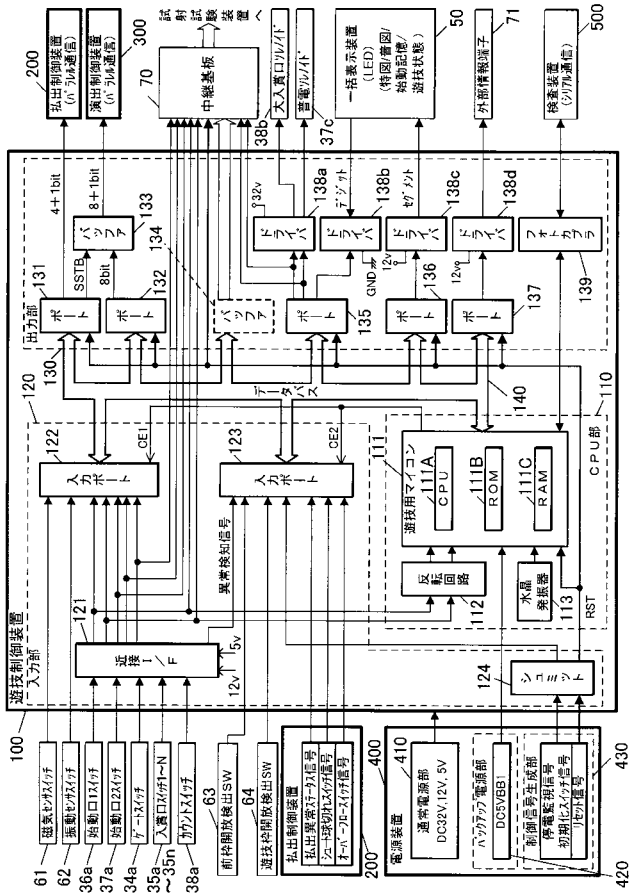 遊技制御装置
100
入力部
120
61
磁気センサスイッチ
62
振動センサスイッチ
36a
始動口1スイッチ
37a
始動口2スイッチ
34a
ゲートスイッチ
35a
～35n
入賞口スイッチ1～N
38a
カウントスイッチ
63
前枠開放検出SW
64
遊技枠開放検出SW
払出制御装置
払出異常ステータス信号
シュート球切れスイッチ信号
オーバーフロースイッチ信号
200
400
電源装置
410
通常電源部
DC32V,12V,5V
バックアップ電源部
DC5VBB1
420
制御信号生成部
停電監視信号
初期化スイッチ信号
リセット信号
430
121
近接I/F
12v
5v
異常検知信号
122
入力ポート
CE1
123
入力ポート
CE2
124
シュミット
データバス
140
110
CPU部
111
遊技用マイコン
111A
CPU
111B
ROM
111C
RAM
反転回路
112
水晶発振器
113
RST
出力部
130
131
ポート
132
ポート
SSTB
8bit
バッファ
133
4+1bit
8+1bit
134
バッファ
ポート
135
ポート
136
ポート
137
32v
ドライバ
138a
デジット
ドライバ
138b
GND
セグメント
ドライバ
138c
12v
ドライバ
138d
12v
フォトカプラ
139
200
払出制御装置
(パラレル通信)
300
演出制御装置
(パラレル通信)
70
中継基板
試射試験装置へ
38b
大入賞口ソレノイド
普電ソレノイド
37c
50
一括表示装置
(LED)
(特図/普図/
始動記憶/
遊技状態)
71
外部情報端子
500
検査装置
(シリアル通信)